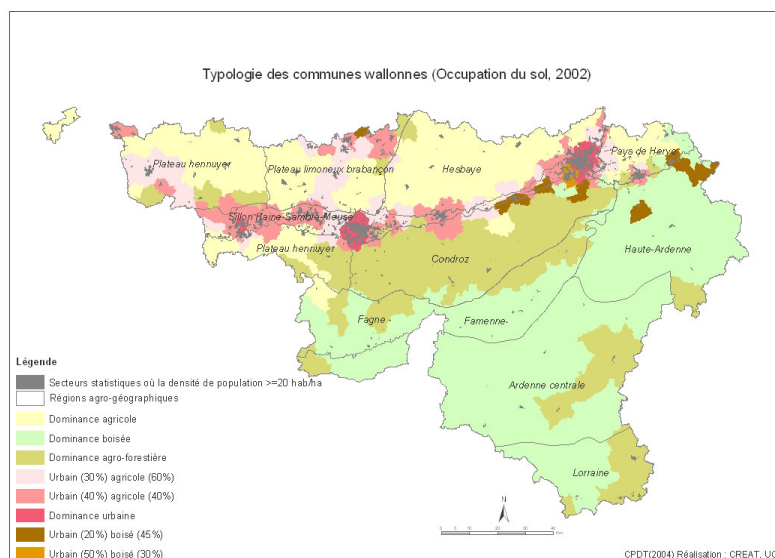 Typologie des communes wallonnes (Occupation du sol, 2002)
Plateau hennuyer
Plateau limoneux brabançon
Hesbaye
Pays de Herve
Sillon Haine-Sambre-Meuse
Plateau hennuyer
Condroz
Haute-Ardenne
Fagne
Famenne
Ardenne centrale
Lorraine
Légende
Secteurs statistiques où la densité de population >=20 hab/ha
Régions agro-géographiques
Dominance agricole
Dominance boisée
Dominance agro-forestière
Urbain (30%) agricole (60%)
Urbain (40%) agricole (40%)
Dominance urbaine
Urbain (20%) boisé (45%)
Urbain (50%) boisé (30%)
N
CPDT(2004) Réalisation : CREAT, UC